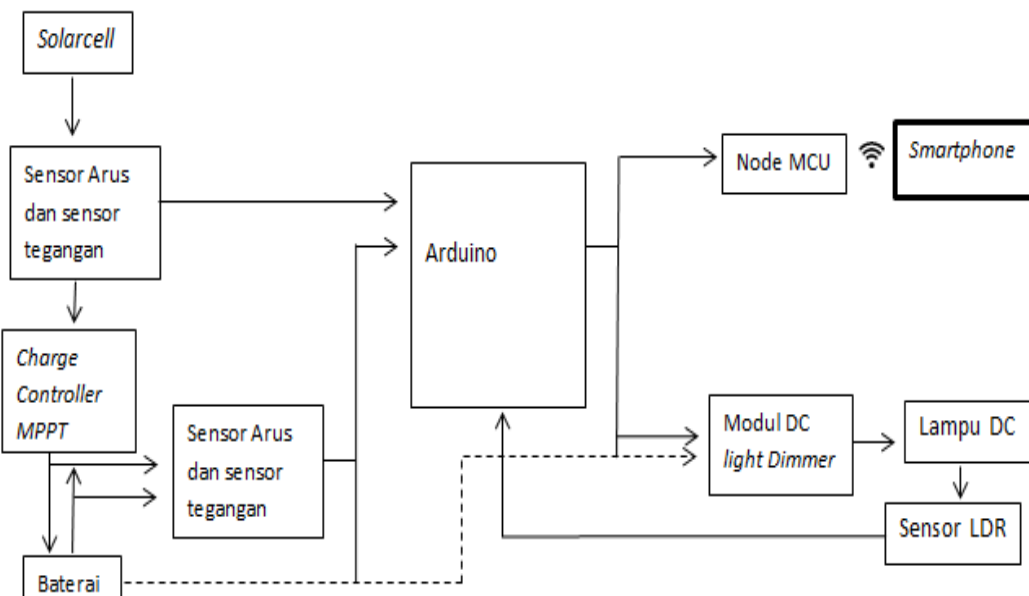 Solarcell
Sensor Arus
dan sensor
tegangan
Charge
Controller
MPPT
Sensor Arus
dan sensor
tegangan
Baterai
Arduino
Node MCU
Smartphone
Modul DC
light Dimmer
Lampu DC
Sensor LDR